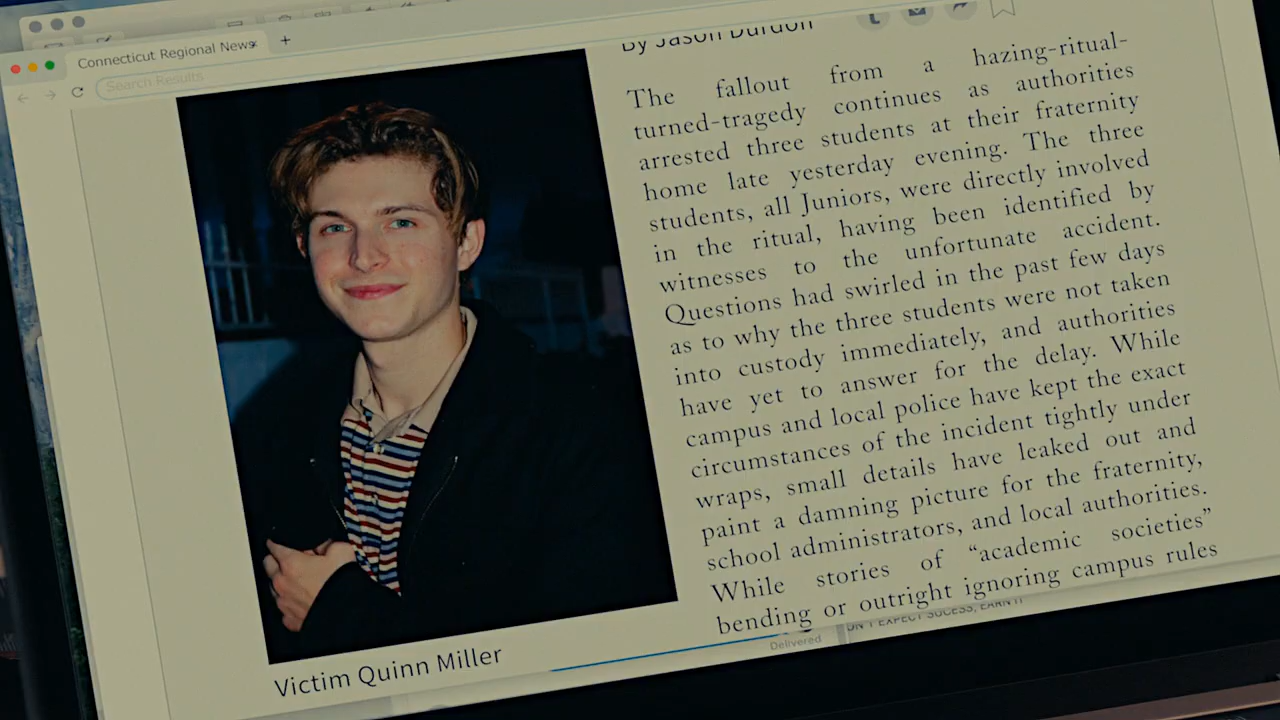 Connecticut Regional News
Search Results
By Jason Durdon
The fallout from a hazing-ritual-
turned-tragedy continues as authorities
arrested three students at their fraternity
home late yesterday evening. The three
students, all Juniors, were directly involved
in the ritual, having been identified by
witnesses to the unfortunate accident.
Questions had swirled in the past few days
as to why the three students were not taken
into custody immediately, and authorities
have yet to answer for the delay. While
campus and local police have kept the exact
circumstances of the incident tightly under
wraps, small details have leaked out and
paint a damning picture for the fraternity,
school administrators, and local authorities.
While stories of “academic societies”
bending or outright ignoring campus rules
Victim Quinn Miller
Delivered
EXPECT SUCESS, EARN IT